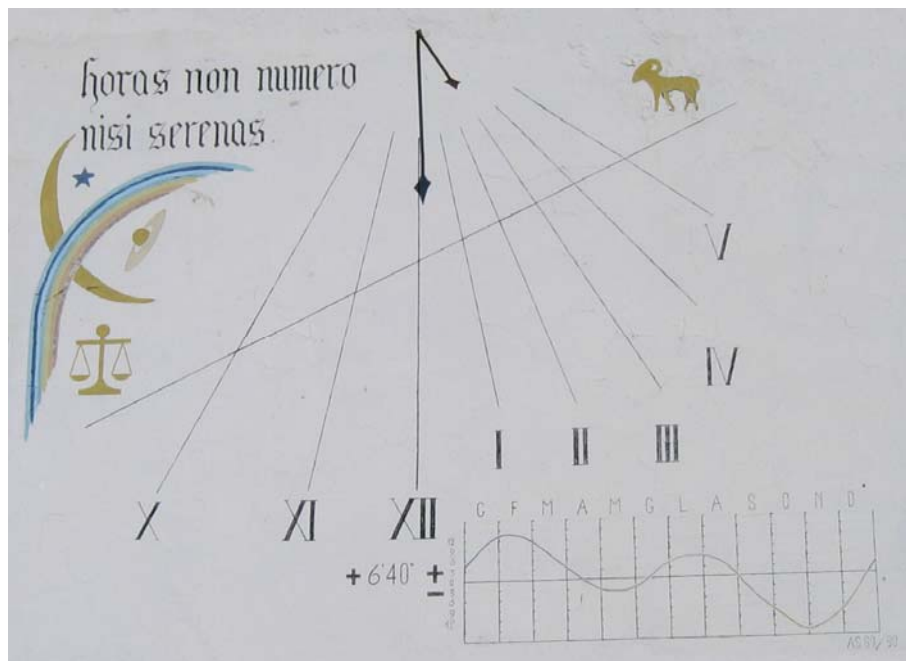 horas non numero
nisi serenas.
V
IV
I II III
X XI XII
G F M A M G L A S O N D
+ 6'40" ±